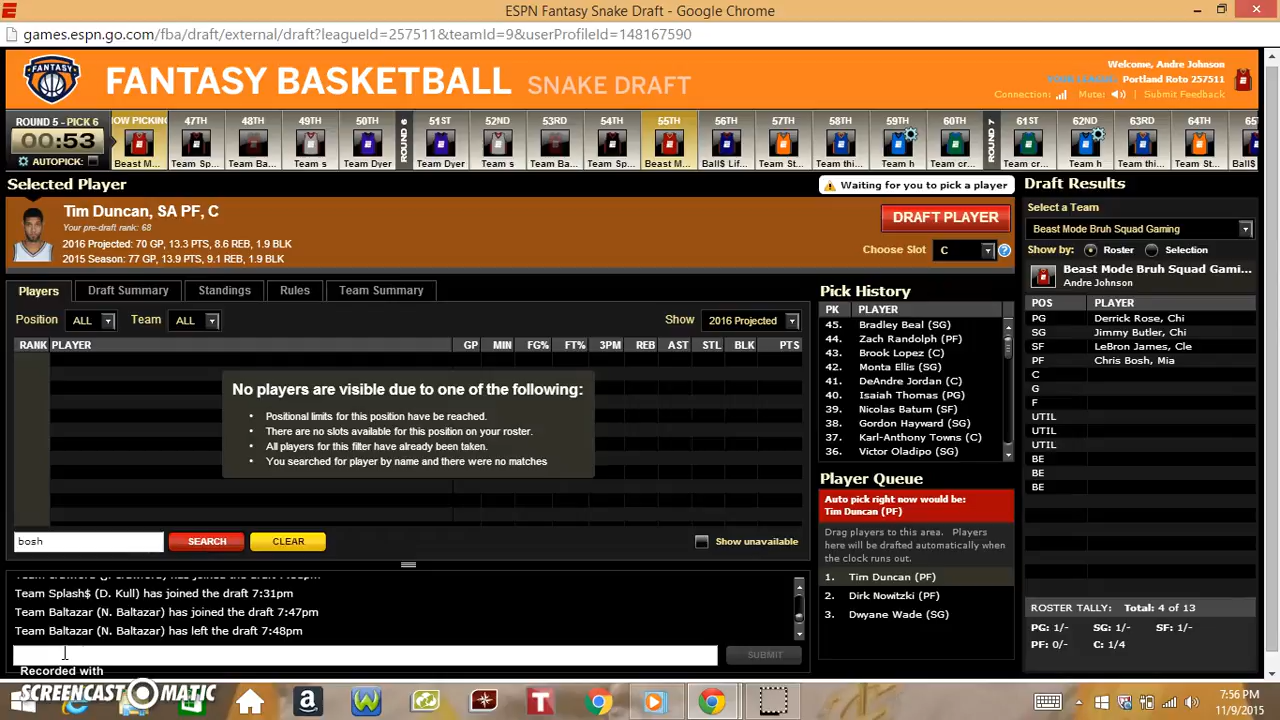 ESPN Fantasy Snake Draft - Google Chrome
games.espn.go.com/fba/draft/external/draft?leagueId=257511&teamId=9&userProfileId=148167590
FANTASY
FANTASY BASKETBALL SNAKE DRAFT
Welcome, Andre Johnson
Portland Roto 257511
Connection: Mute: Submit Feedback
ROUND 5 - PICK 6
00:53
AUTOPICK:
NOW PICKING 47TH 48TH 49TH 50TH ROUND 6 51ST 52ND 53RD 54TH 55TH 56TH 57TH 58TH 59TH 60TH ROUND 7 61ST 62ND 63RD 64TH 65
Beast M... Team Sp... Team Ba... Team s Team Dyer Team Dyer Team s Team Ba... Team Sp... Beast M... Ball$ Lif... Team St... Team thi... Team h Team cr... Team cr... Team h Team thi... Team St... Ball$
Selected Player
Waiting for you to pick a player
Tim Duncan, SA PF, C
Your pre-draft rank: 68
2016 Projected: 70 GP, 13.3 PTS, 8.6 REB, 1.9 BLK
2015 Season: 77 GP, 13.9 PTS, 9.1 REB, 1.9 BLK
DRAFT PLAYER
Choose Slot C ?
Players Draft Summary Standings Rules Team Summary
Position ALL Team ALL Show 2016 Projected
RANK PLAYER GP MIN FG% FT% 3PM REB AST STL BLK PTS
No players are visible due to one of the following:
• Positional limits for this position have be reached.
• There are no slots available for this position on your roster.
• All players for this filter have already been taken.
• You searched for player by name and there were no matches
bosh SEARCH CLEAR Show unavailable
Team Splash$ (D. Kull) has joined the draft 7:31pm
Team Baltazar (N. Baltazar) has joined the draft 7:47pm
Team Baltazar (N. Baltazar) has left the draft 7:48pm
SUBMIT
Pick History
PK PLAYER
45. Bradley Beal (SG)
44. Zach Randolph (PF)
43. Brook Lopez (C)
42. Monta Ellis (SG)
41. DeAndre Jordan (C)
40. Isaiah Thomas (PG)
39. Nicolas Batum (SF)
38. Gordon Hayward (SG)
37. Karl-Anthony Towns (C)
36. Victor Oladipo (SG)
Player Queue
Auto pick right now would be:
Tim Duncan (PF)
Drag players to this area. Players
here will be drafted automatically when
the clock runs out.
1. Tim Duncan (PF)
2. Dirk Nowitzki (PF)
3. Dwyane Wade (SG)
Draft Results
Select a Team
Beast Mode Bruh Squad Gaming
Show by: Roster Selection
Beast Mode Bruh Squad Gami...
Andre Johnson
POS PLAYER
PG Derrick Rose, Chi
SG Jimmy Butler, Chi
SF LeBron James, Cle
PF Chris Bosh, Mia
C
G
F
UTIL
UTIL
UTIL
BE
BE
BE
ROSTER TALLY: Total: 4 of 13
PG: 1/- SG: 1/- SF: 1/-
PF: 0/- C: 1/4
Recorded with
SCREENCAST MATIC
7:56 PM
11/9/2015